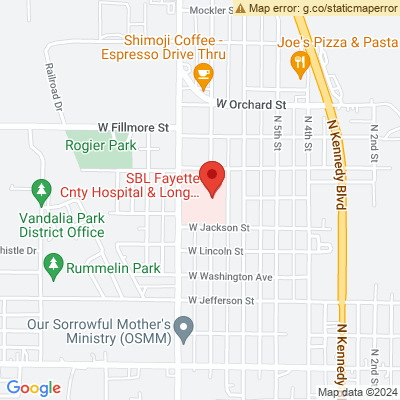 Mockler St
Map error: g.co/staticmaperror
Shimoji Coffee -
Espresso Drive Thru
Joe's Pizza & Pasta
Railroad Dr
W Orchard St
W Fillmore St
N 5th St
N 4th St
N 2nd St
N Kennedy Blvd
Rogier Park
SBL Fayette
Cnty Hospital & Long...
Vandalia Park
District Office
W Jackson St
histle Dr
W Lincoln St
Rummelin Park
W Washington Ave
W Jefferson St
Our Sorrowful Mother's
Ministry (OSMM)
N Kennedy
N 2nd St
Google
Map data ©2024